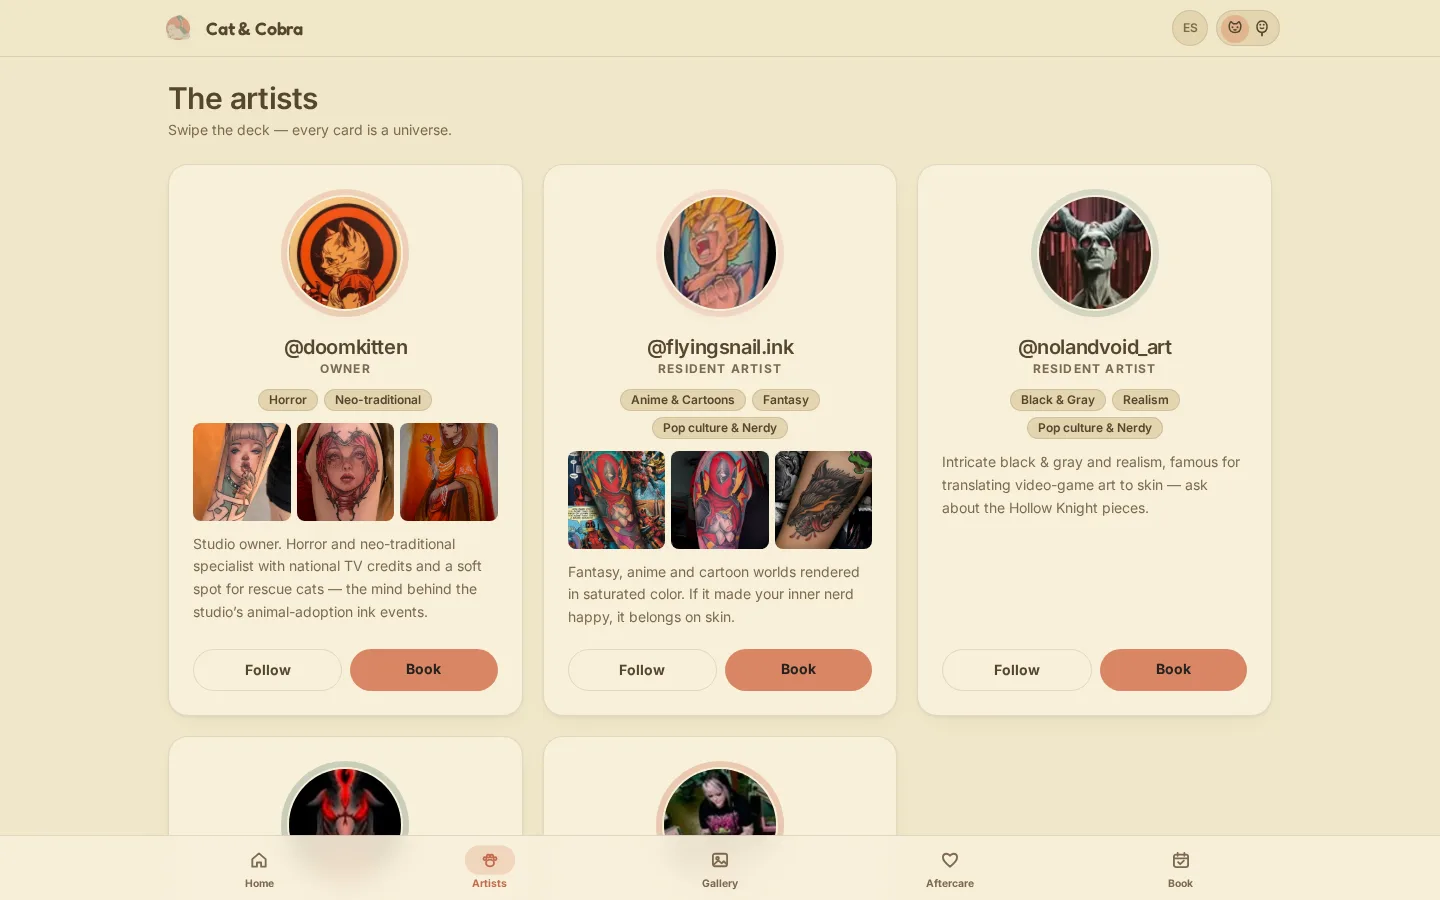 Cat & Cobra
ES
The artists
Swipe the deck — every card is a universe.
@doomkitten
OWNER
Horror
Neo-traditional
Studio owner. Horror and neo-traditional
specialist with national TV credits and a soft
spot for rescue cats — the mind behind the
studio’s animal-adoption ink events.
Follow
Book
@flyingsnail.ink
RESIDENT ARTIST
Anime & Cartoons
Fantasy
Pop culture & Nerdy
Fantasy, anime and cartoon worlds rendered
in saturated color. If it made your inner nerd
happy, it belongs on skin.
Follow
Book
@nolandvoid_art
RESIDENT ARTIST
Black & Gray
Realism
Pop culture & Nerdy
Intricate black & gray and realism, famous for
translating video-game art to skin — ask
about the Hollow Knight pieces.
Follow
Book
Home
Artists
Gallery
Aftercare
Book